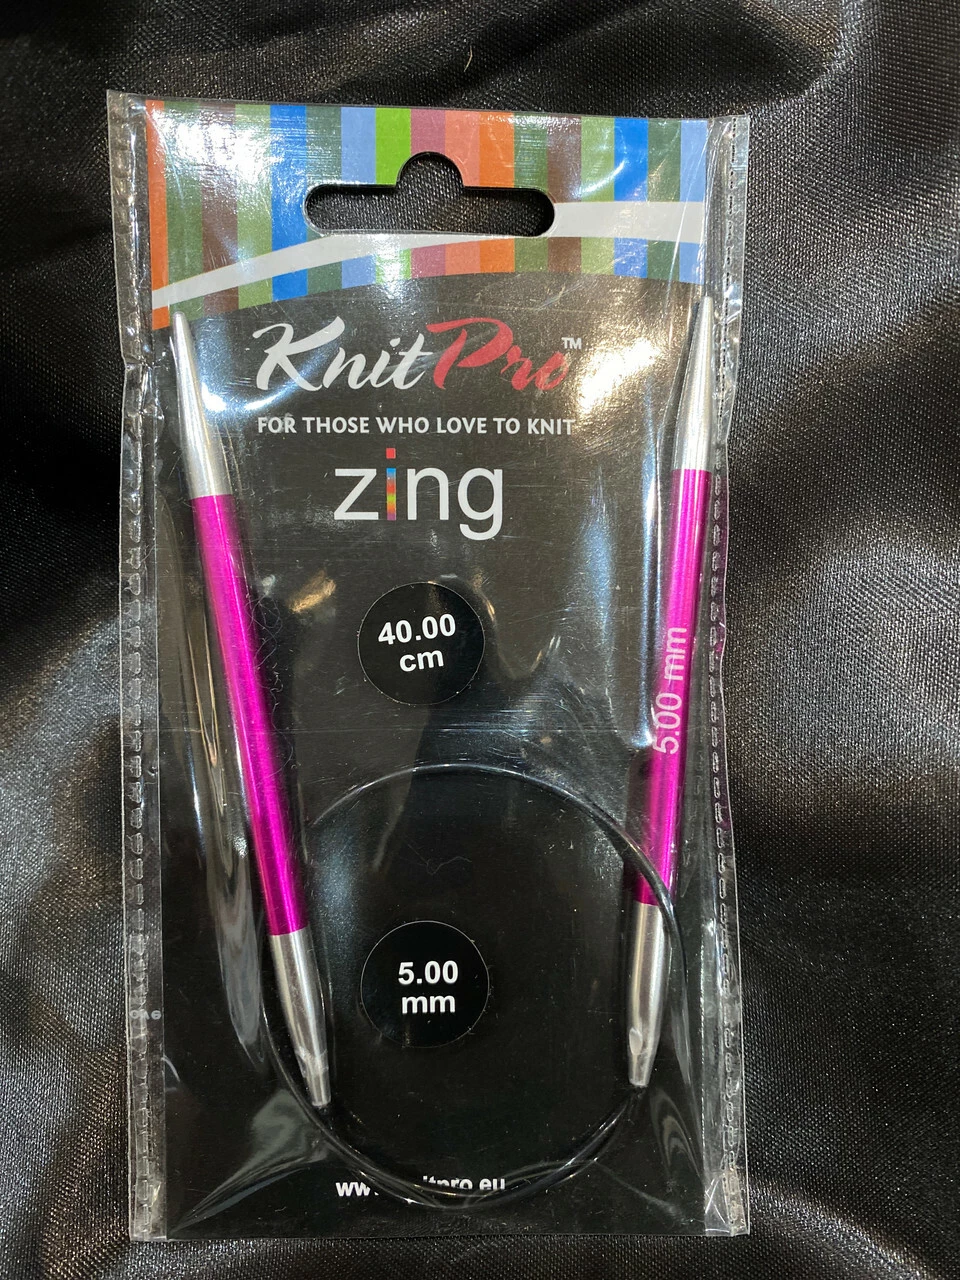 KnitPro™
FOR THOSE WHO LOVE TO KNIT
zing
40.00
cm
5.00 mm
5.00
mm